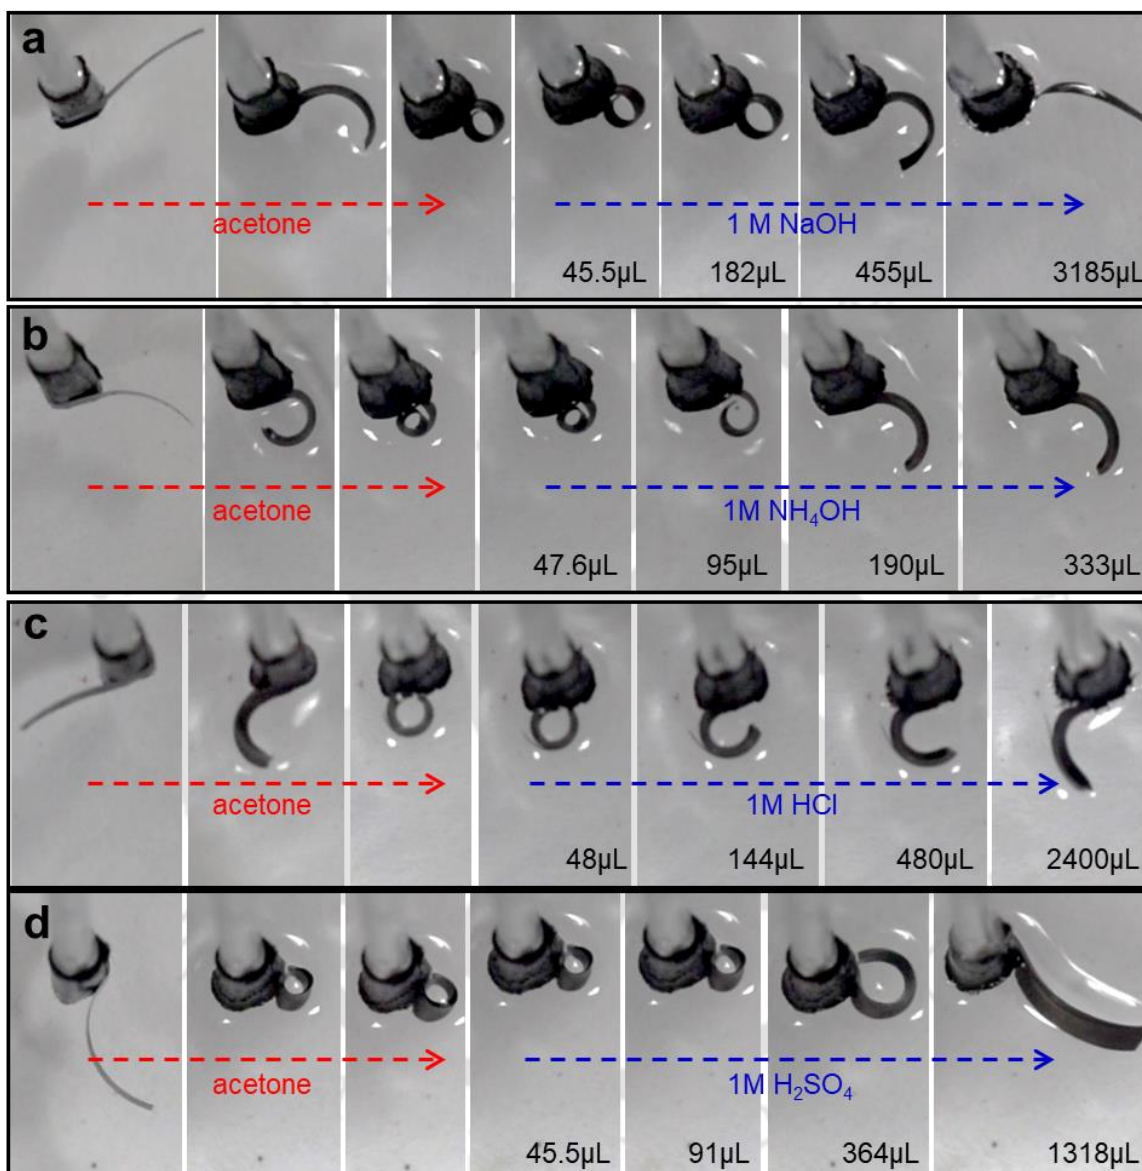 a
acetone
1 M NaOH
45.5µL 182µL 455µL 3185µL
b
acetone
1M NH₄OH
47.6µL 95µL 190µL 333µL
c
acetone
1M HCl
48µL 144µL 480µL 2400µL
d
acetone
1M H₂SO₄
45.5µL 91µL 364µL 1318µL